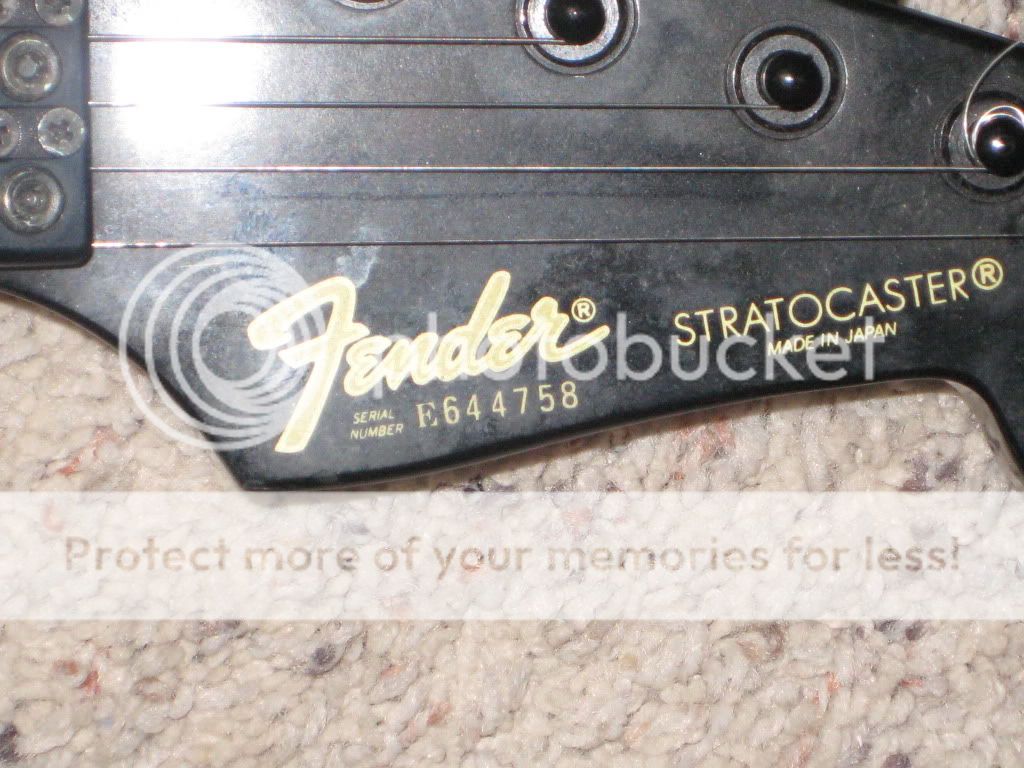 Fender®
STRATOCASTER®
MADE IN JAPAN
SERIAL
NUMBER E644758
photobucket
Protect more of your memories for less!